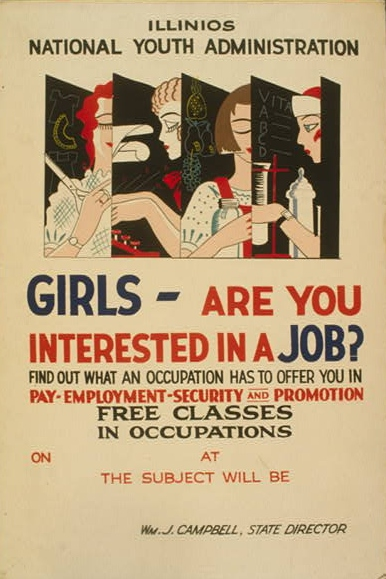 ILLINIOS
NATIONAL YOUTH ADMINISTRATION
VITA
A
B
C
D
GIRLS - ARE YOU
INTERESTED IN A JOB?
FIND OUT WHAT AN OCCUPATION HAS TO OFFER YOU IN
PAY-EMPLOYMENT-SECURITY AND PROMOTION
FREE CLASSES
IN OCCUPATIONS
ON AT
THE SUBJECT WILL BE
WM. J. CAMPBELL, STATE DIRECTOR